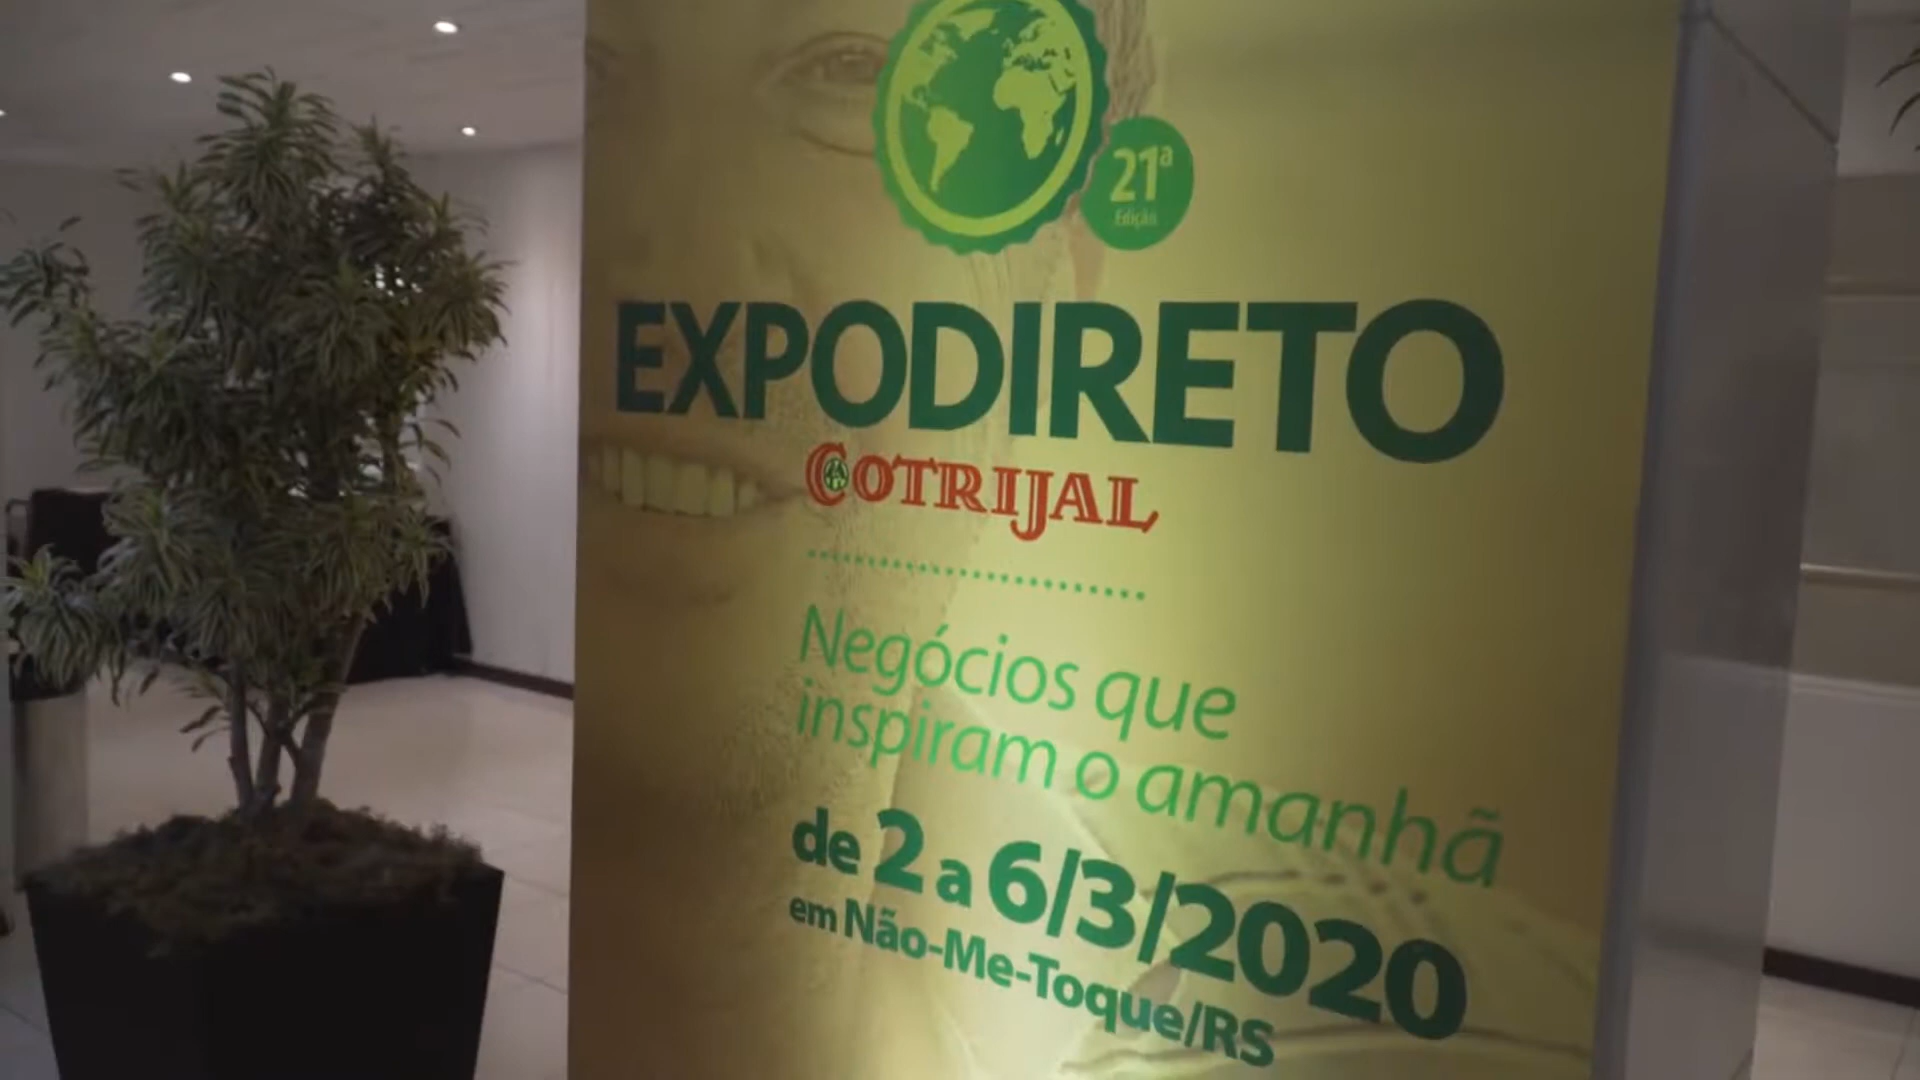 21ª
Edição
EXPODIRETO
COTRIJAL
Negócios que
inspiram o amanhã
de 2 a 6/3/2020
em Não-Me-Toque/RS